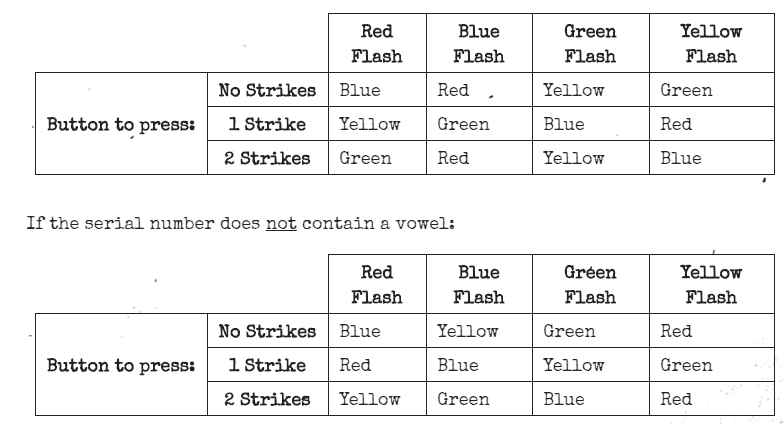 Red Flash Blue Flash Green Flash Yellow Flash
Button to press:
No Strikes Blue Red Yellow Green
1 Strike Yellow Green Blue Red
2 Strikes Green Red Yellow Blue
If the serial number does not contain a vowel:
Red Flash Blue Flash Green Flash Yellow Flash
Button to press:
No Strikes Blue Yellow Green Red
1 Strike Red Blue Yellow Green
2 Strikes Yellow Green Blue Red